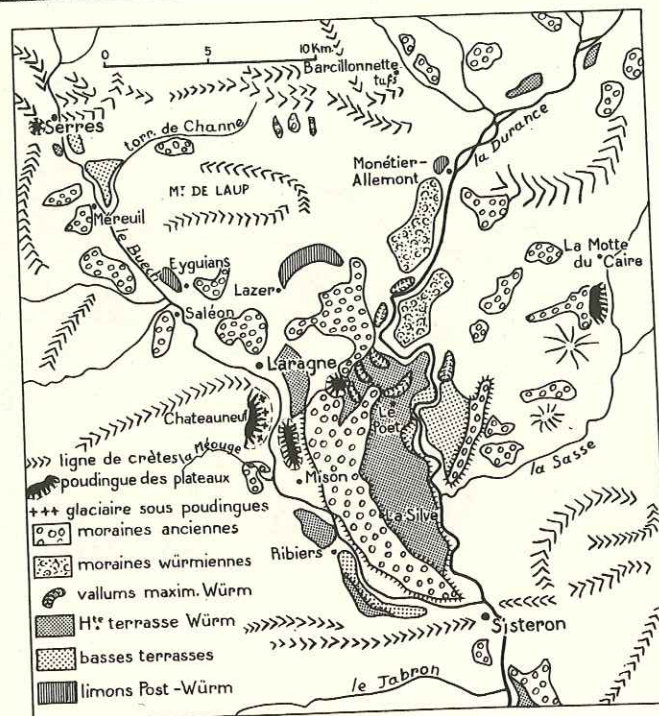 0 5 10 Km.
Barcillonnette
tufs
Serres
torr. de Channe
la Durance
Monétier-
Allemont
Mt DE LAUP
Méreuil
le Buech
Eyguians
Lazer
La Motte
du Caire
Saléon
Laragne
Le Poet
Chateauneuf
la Méouge
la Sasse
Mison
La Silve
Ribiers
Sisteron
le Jabron
ligne de crêtes
poudingue des plateaux
+++ glaciaire sous poudingues
moraines anciennes
moraines würmiennes
vallums maxim. Würm
Hte terrasse Würm
basses terrasses
limons Post-Würm